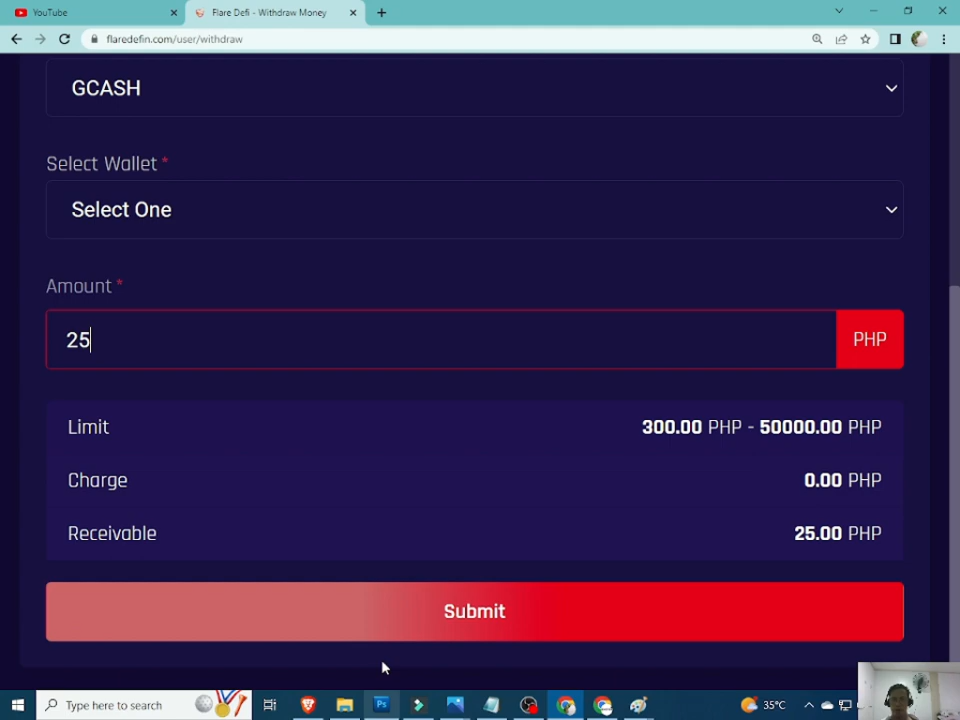 YouTube
Flare Defi - Withdraw Money
flaredefin.com/user/withdraw
GCASH
Select Wallet *
Select One
Amount *
25
PHP
Limit
300.00 PHP - 50000.00 PHP
Charge
0.00 PHP
Receivable
25.00 PHP
Submit
Type here to search
Ps
35°C